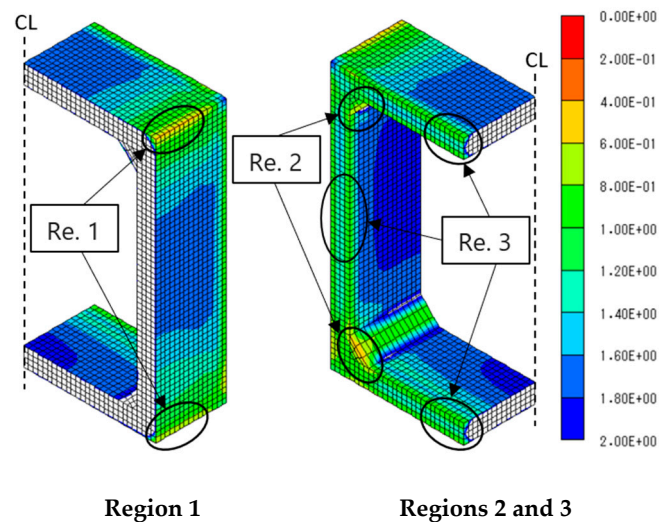 CL
CL
0.00E+00
2.00E-01
4.00E-01
6.00E-01
8.00E-01
1.00E+00
1.20E+00
1.40E+00
1.60E+00
1.80E+00
2.00E+00
Re. 1
Re. 2
Re. 3
Region 1
Regions 2 and 3